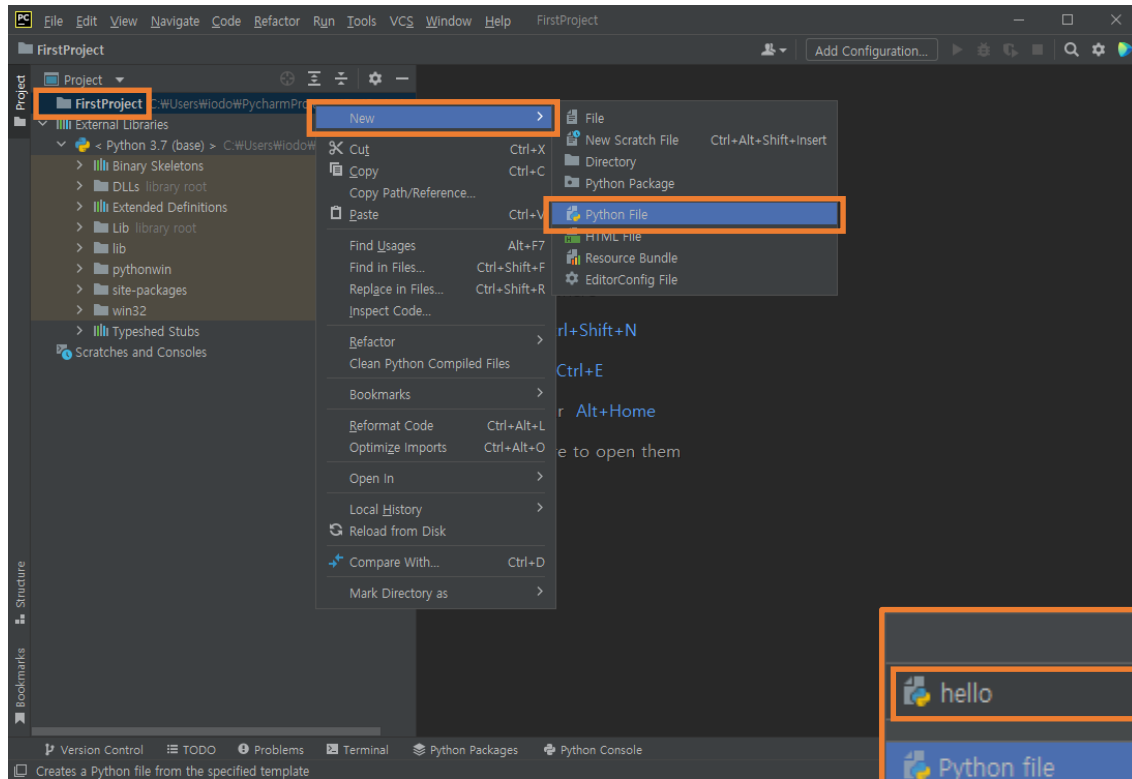 PC File Edit View Navigate Code Refactor Run Tools VCS Window Help FirstProject
FirstProject
Add Configuration...
Project
Project
FirstProject C:₩Users₩iodo₩PycharmPro
External Libraries
< Python 3.7 (base) > C:₩Users₩iodo₩
Binary Skeletons
DLLs library root
Extended Definitions
Lib library root
lib
pythonwin
site-packages
win32
Typeshed Stubs
Scratches and Consoles
New
Cut Ctrl+X
Copy Ctrl+C
Copy Path/Reference...
Paste Ctrl+V
Find Usages Alt+F7
Find in Files... Ctrl+Shift+F
Replace in Files... Ctrl+Shift+R
Inspect Code...
Refactor
Clean Python Compiled Files
Bookmarks
Reformat Code Ctrl+Alt+L
Optimize Imports Ctrl+Alt+O
Open In
Local History
Reload from Disk
Compare With... Ctrl+D
Mark Directory as
File
New Scratch File Ctrl+Alt+Shift+Insert
Directory
Python Package
Python File
HTML File
Resource Bundle
EditorConfig File
rl+Shift+N
Ctrl+E
r Alt+Home
e to open them
Structure
Bookmarks
hello
Python file
Version Control TODO Problems Terminal Python Packages Python Console
Creates a Python file from the specified template